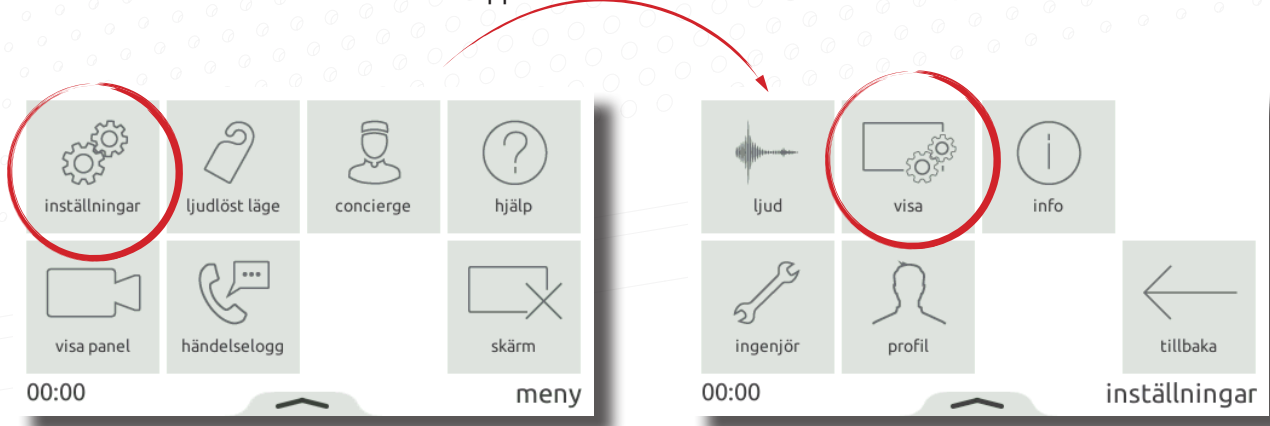 inställningar
ljudlöst läge
concierge
hjälp
visa panel
händelselogg
skärm
00:00
meny
ljud
visa
info
ingenjör
profil
tillbaka
00:00
inställningar